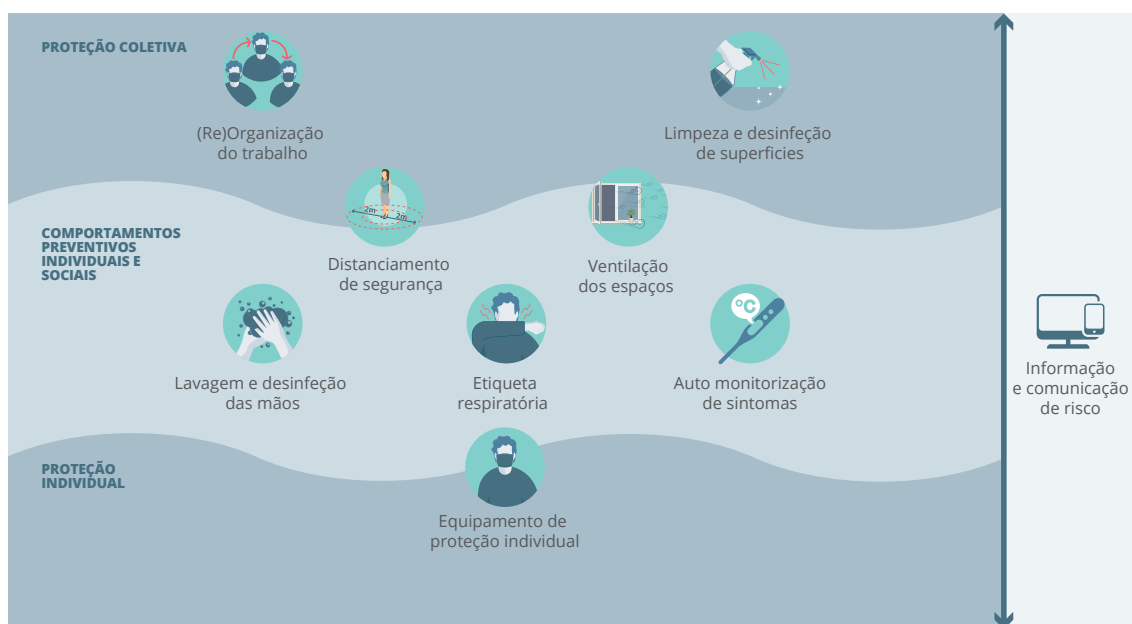 PROTEÇÃO COLETIVA
(Re)Organização
do trabalho
Limpeza e desinfeção
de superficies
COMPORTAMENTOS
PREVENTIVOS
INDIVIDUAIS E
SOCIAIS
2m
2m
Distanciamento
de segurança
Ventilação
dos espaços
Lavagem e desinfeção
das mãos
Etiqueta
respiratória
°C
Auto monitorização
de sintomas
Informação
e comunicação
de risco
PROTEÇÃO
INDIVIDUAL
Equipamento de
proteção individual